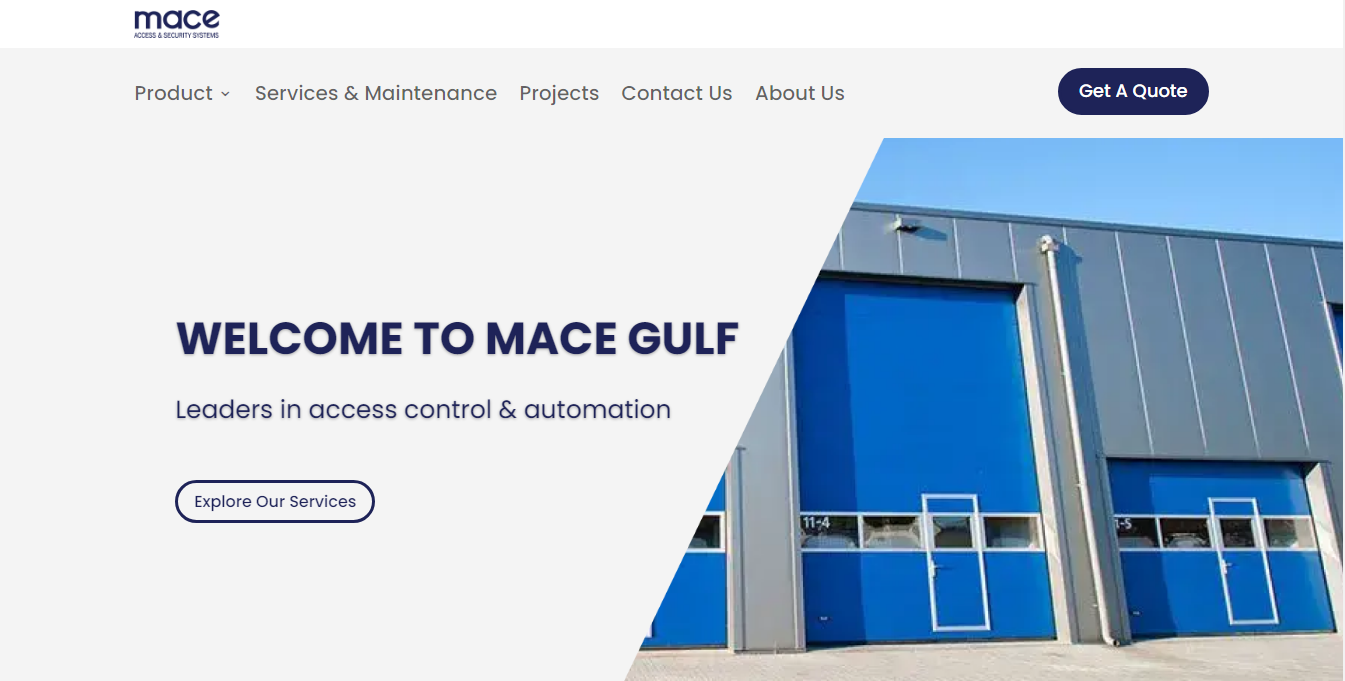 mace
ACCESS & SECURITY SYSTEMS
Product Services & Maintenance Projects Contact Us About Us Get A Quote
WELCOME TO MACE GULF
Leaders in access control & automation
Explore Our Services
11-4
1-5